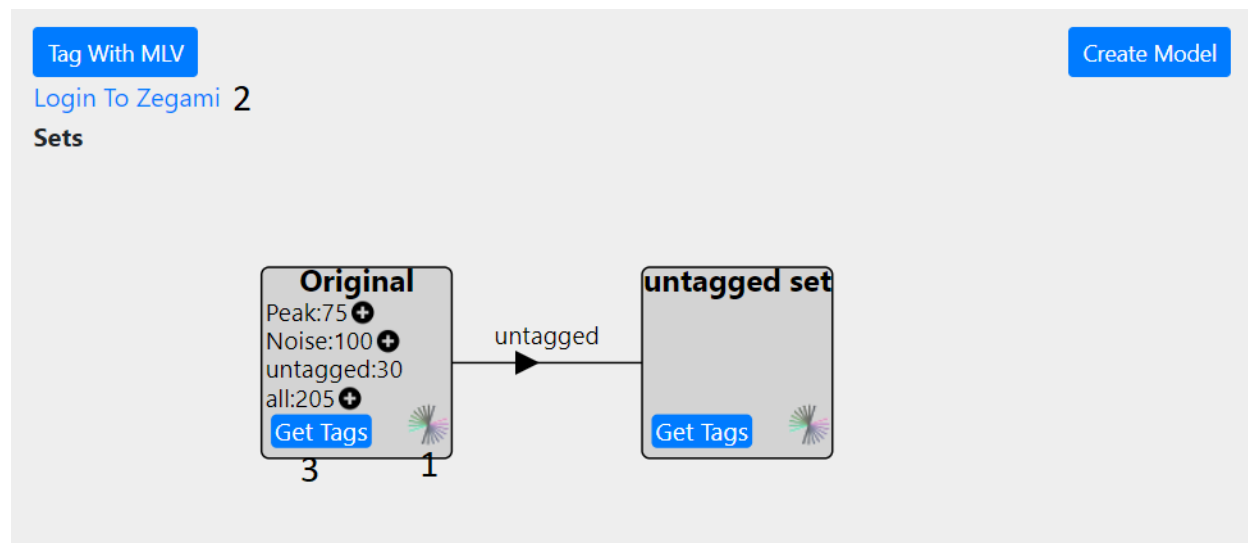 Tag With MLV
Create Model
Login To Zegami 2
Sets
Original
Peak:75
Noise:100
untagged:30
all:205
Get Tags
3
1
untagged
untagged set
Get Tags